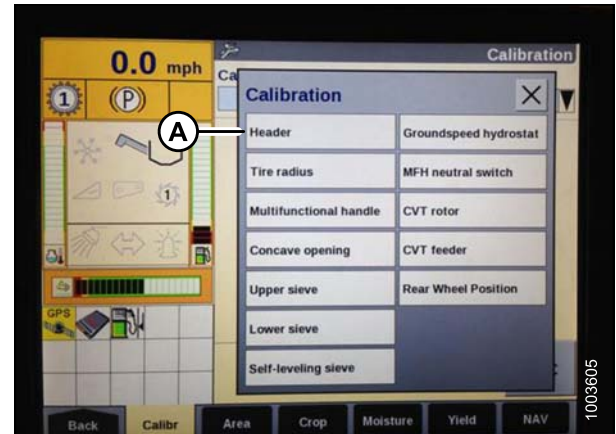 0.0 mph
Calibration
Ca
1
(P)
A
Calibration
X
Header
Groundspeed hydrostat
Tire radius
MFH neutral switch
Multifunctional handle
CVT rotor
Concave opening
CVT feeder
Upper sieve
Rear Wheel Position
Lower sieve
Self-leveling sieve
1
GPS
Back
Calibr
Area
Crop
Moisture
Yield
NAV
1003605